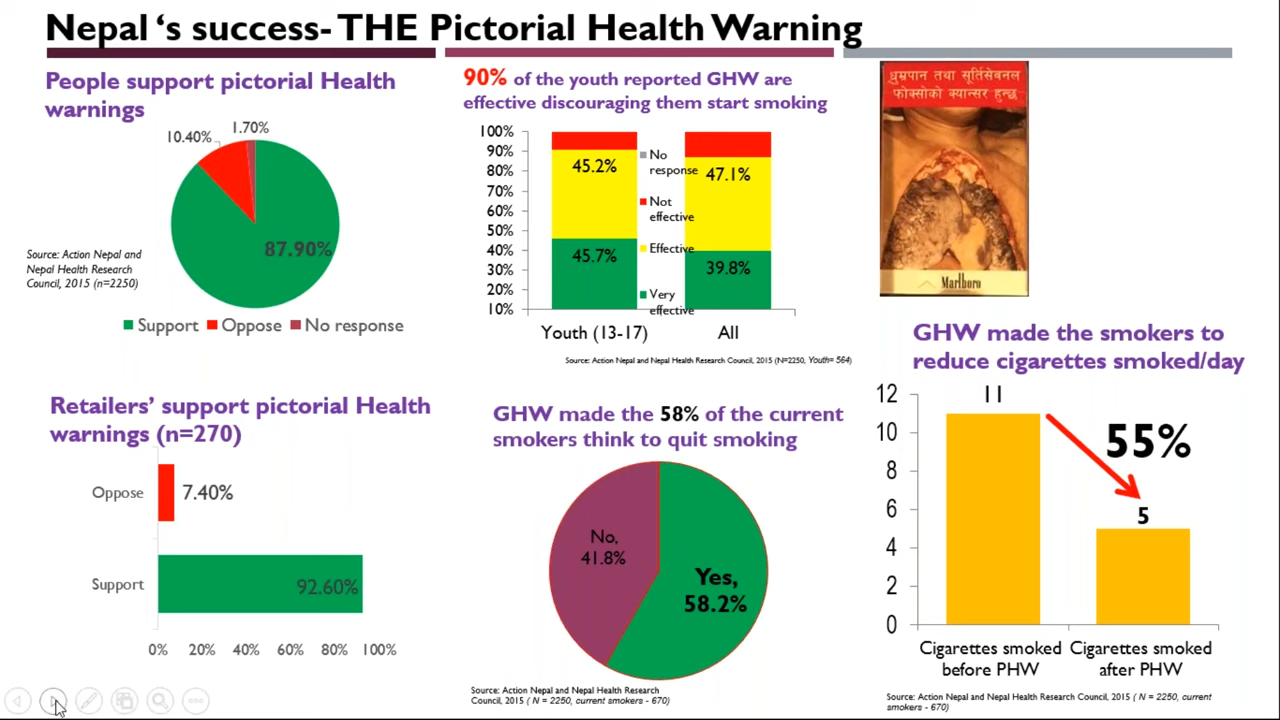 Nepal 's success- THE Pictorial Health Warning
People support pictorial Health
warnings
10.40%
1.70%
87.90%
Source: Action Nepal and
Nepal Health Research
Council, 2015 (n=2250)
Support Oppose No response
90% of the youth reported GHW are
effective discouraging them start smoking
100%
90%
80%
70%
60%
50%
40%
30%
20%
10%
45.2%
45.7%
47.1%
39.8%
No
response
Not
effective
Effective
Very
effective
Youth (13-17) All
Source: Action Nepal and Nepal Health Research Council, 2015 (N=2250, Youth= 564)
धुम्रपान तथा सूर्तिसेवनले
फोक्सोको क्यान्सर हुन्छ
Marlboro
Retailers' support pictorial Health
warnings (n=270)
Oppose 7.40%
Support 92.60%
0% 20% 40% 60% 80% 100%
GHW made the 58% of the current
smokers think to quit smoking
No,
41.8%
Yes,
58.2%
Source: Action Nepal and Nepal Health Research
Council, 2015 ( N = 2250, current smokers - 670)
GHW made the smokers to
reduce cigarettes smoked/day
12
10
8
6
4
2
0
11
55%
5
Cigarettes smoked
before PHW
Cigarettes smoked
after PHW
Source: Action Nepal and Nepal Health Research Council, 2015 ( N = 2250, current
smokers - 670)